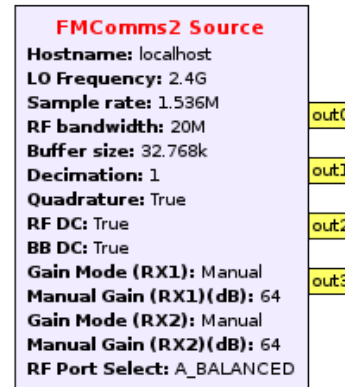 FMComms2 Source
Hostname: localhost
LO Frequency: 2.4G
Sample rate: 1.536M
RF bandwidth: 20M
Buffer size: 32.768k
Decimation: 1
Quadrature: True
RF DC: True
BB DC: True
Gain Mode (RX1): Manual
Manual Gain (RX1)(dB): 64
Gain Mode (RX2): Manual
Manual Gain (RX2)(dB): 64
RF Port Select: A_BALANCED
out0
out1
out2
out3